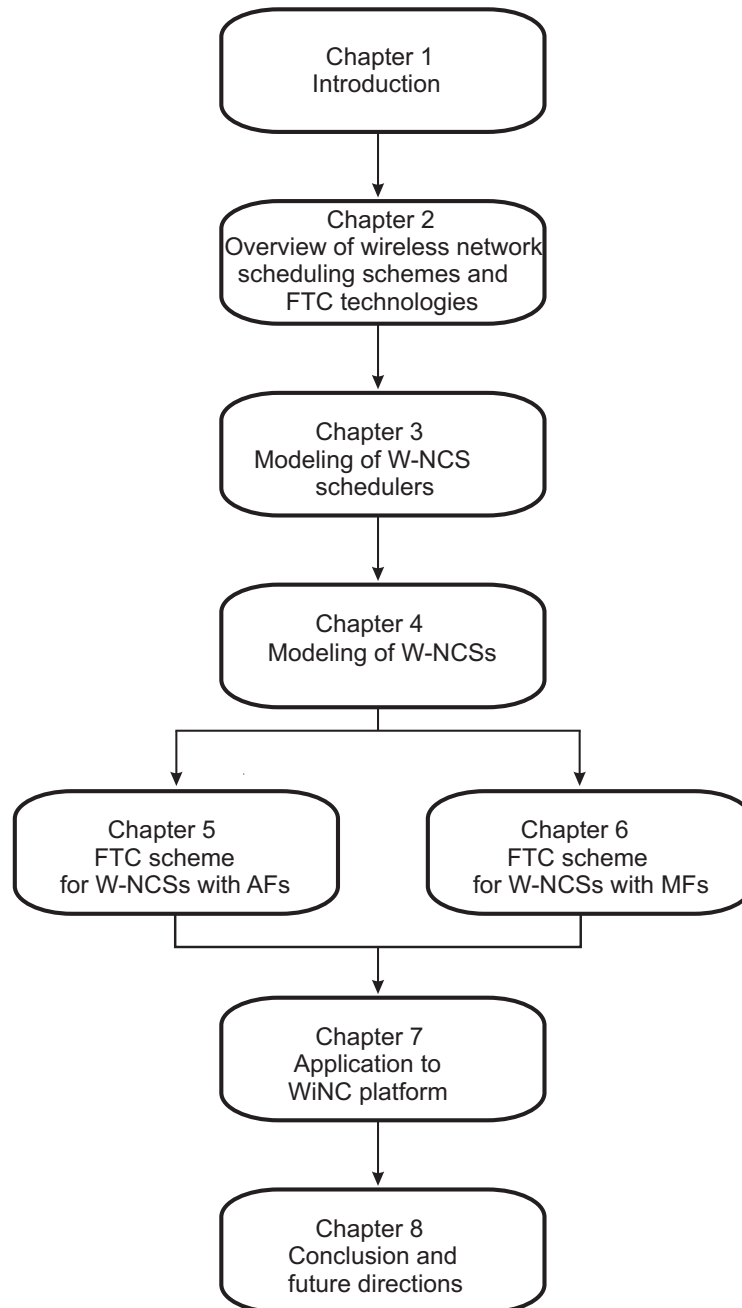 Chapter 1
Introduction
Chapter 2
Overview of wireless network
scheduling schemes and
FTC technologies
Chapter 3
Modeling of W-NCS
schedulers
Chapter 4
Modeling of W-NCSs
Chapter 5
FTC scheme
for W-NCSs with AFs
Chapter 6
FTC scheme
for W-NCSs with MFs
Chapter 7
Application to
WiNC platform
Chapter 8
Conclusion and
future directions